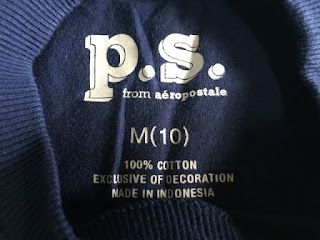 p.s.
from aéropostale
M(10)
100% COTTON
EXCLUSIVE OF DECORATION
MADE IN INDONESIA